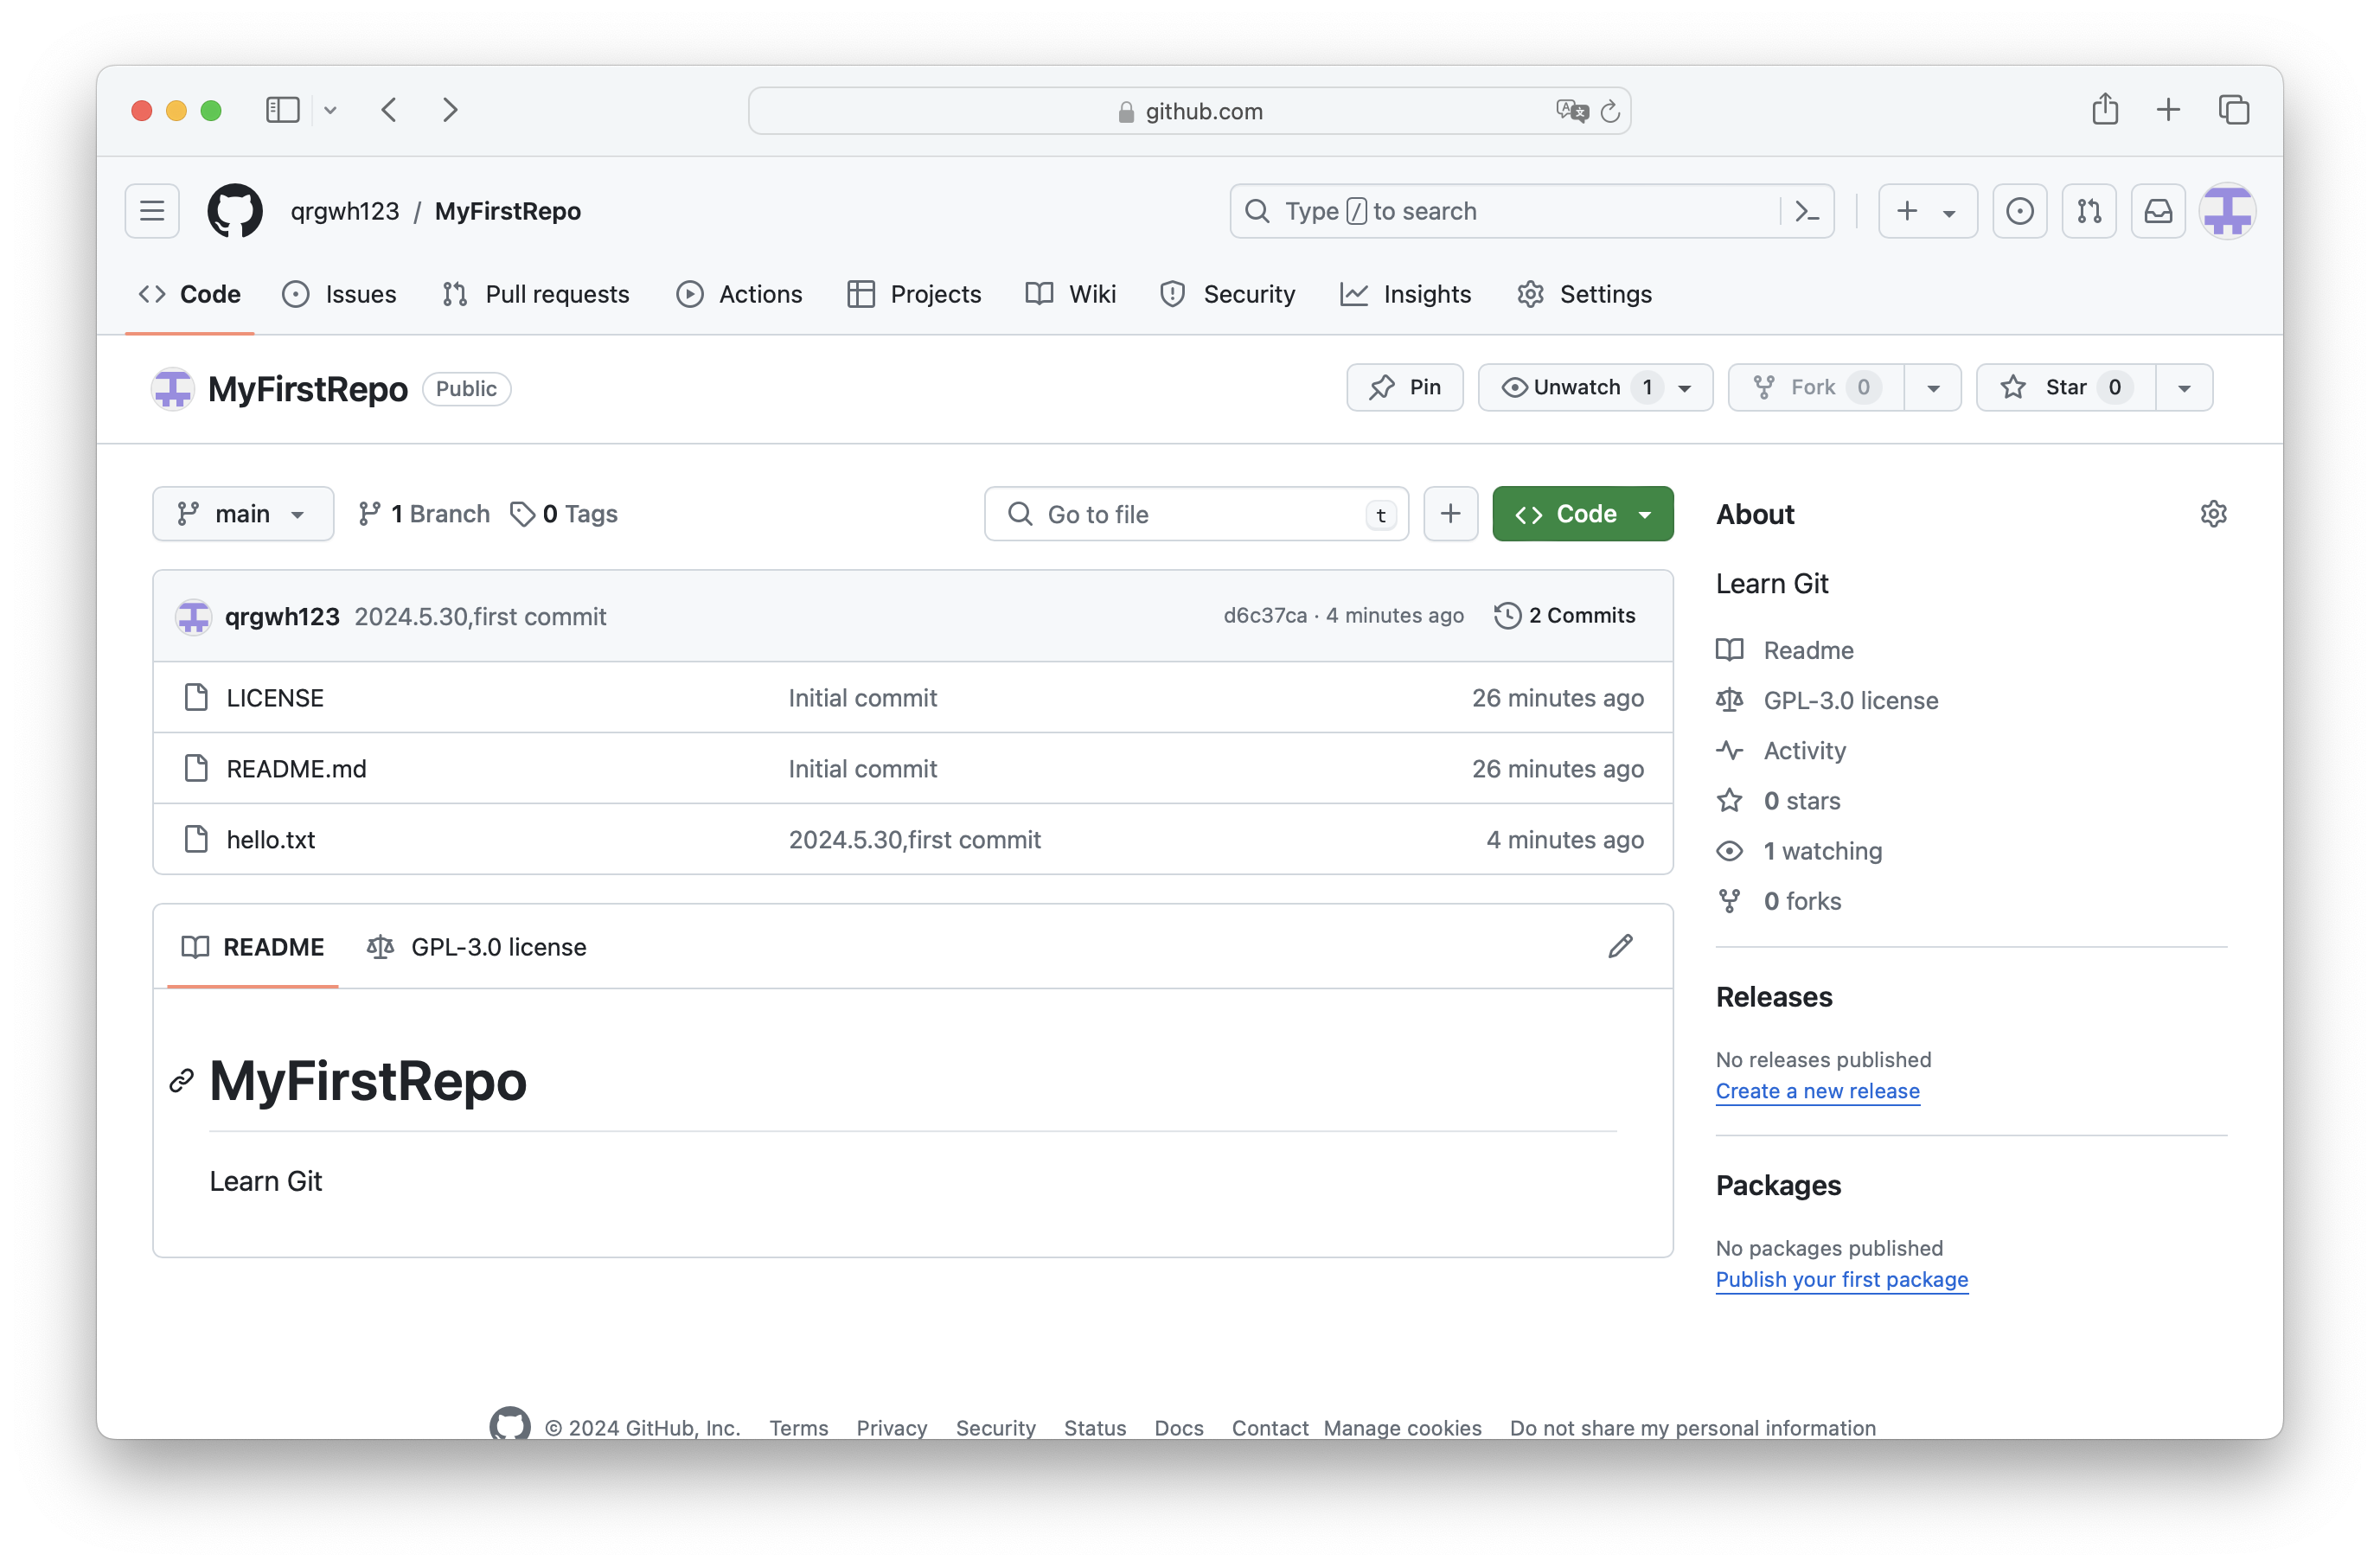 github.com
qrgwh123 / MyFirstRepo
Type / to search
Code Issues Pull requests Actions Projects Wiki Security Insights Settings
MyFirstRepo Public
Pin Unwatch 1 Fork 0 Star 0
main 1 Branch 0 Tags Go to file t Code
qrgwh123 2024.5.30,first commit d6c37ca · 4 minutes ago 2 Commits
LICENSE Initial commit 26 minutes ago
README.md Initial commit 26 minutes ago
hello.txt 2024.5.30,first commit 4 minutes ago
README GPL-3.0 license
MyFirstRepo
Learn Git
About
Learn Git
Readme
GPL-3.0 license
Activity
0 stars
1 watching
0 forks
Releases
No releases published
Create a new release
Packages
No packages published
Publish your first package
© 2024 GitHub, Inc. Terms Privacy Security Status Docs Contact Manage cookies Do not share my personal information